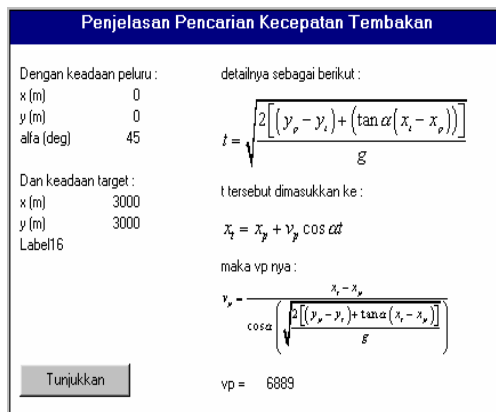 Penjelasan Pencarian Kecepatan Tembakan
Dengan keadaan peluru :
x (m) 0
y (m) 0
alfa (deg) 45
Dan keadaan target :
x (m) 3000
y (m) 3000
Label16
Tunjukkan
detailnya sebagai berikut :
t = √(2[(y_p − y_t) + (tan α(x_t − x_p))] / g)
t tersebut dimasukkan ke :
x_t = x_p + v_p cos αt
maka vp nya :
v_p = (x_t − x_p) / (cos α (√(2[(y_p − y_t) + tan α (x_t − x_p)] / g)))
vp = 6889